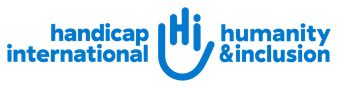 handicap international
Hi
humanity &inclusion